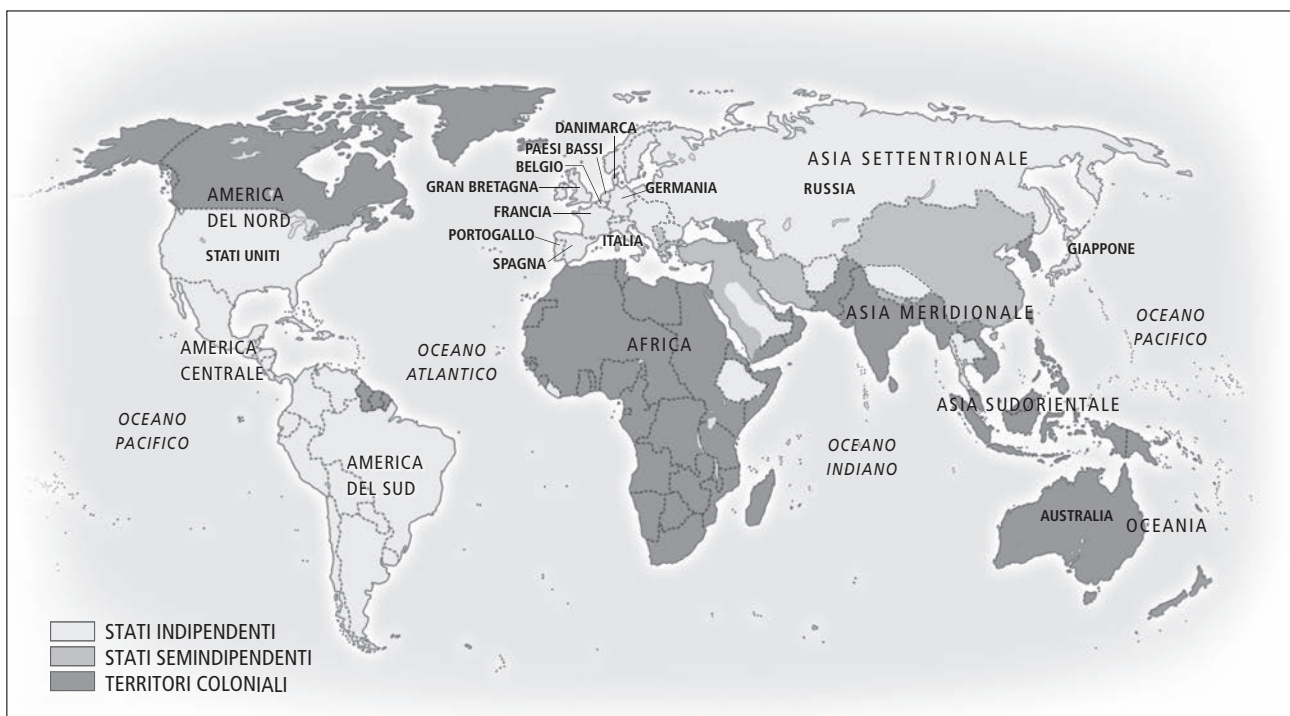 DANIMARCA
PAESI BASSI
BELGIO
GRAN BRETAGNA
GERMANIA
FRANCIA
PORTOGALLO
SPAGNA
ITALIA
ASIA SETTENTRIONALE
RUSSIA
AMERICA
DEL NORD
STATI UNITI
GIAPPONE
ASIA MERIDIONALE
OCEANO
PACIFICO
AFRICA
OCEANO
ATLANTICO
AMERICA
CENTRALE
ASIA SUDORIENTALE
OCEANO
PACIFICO
OCEANO
INDIANO
AMERICA
DEL SUD
AUSTRALIA
OCEANIA
STATI INDIPENDENTI
STATI SEMINDIPENDENTI
TERRITORI COLONIALI